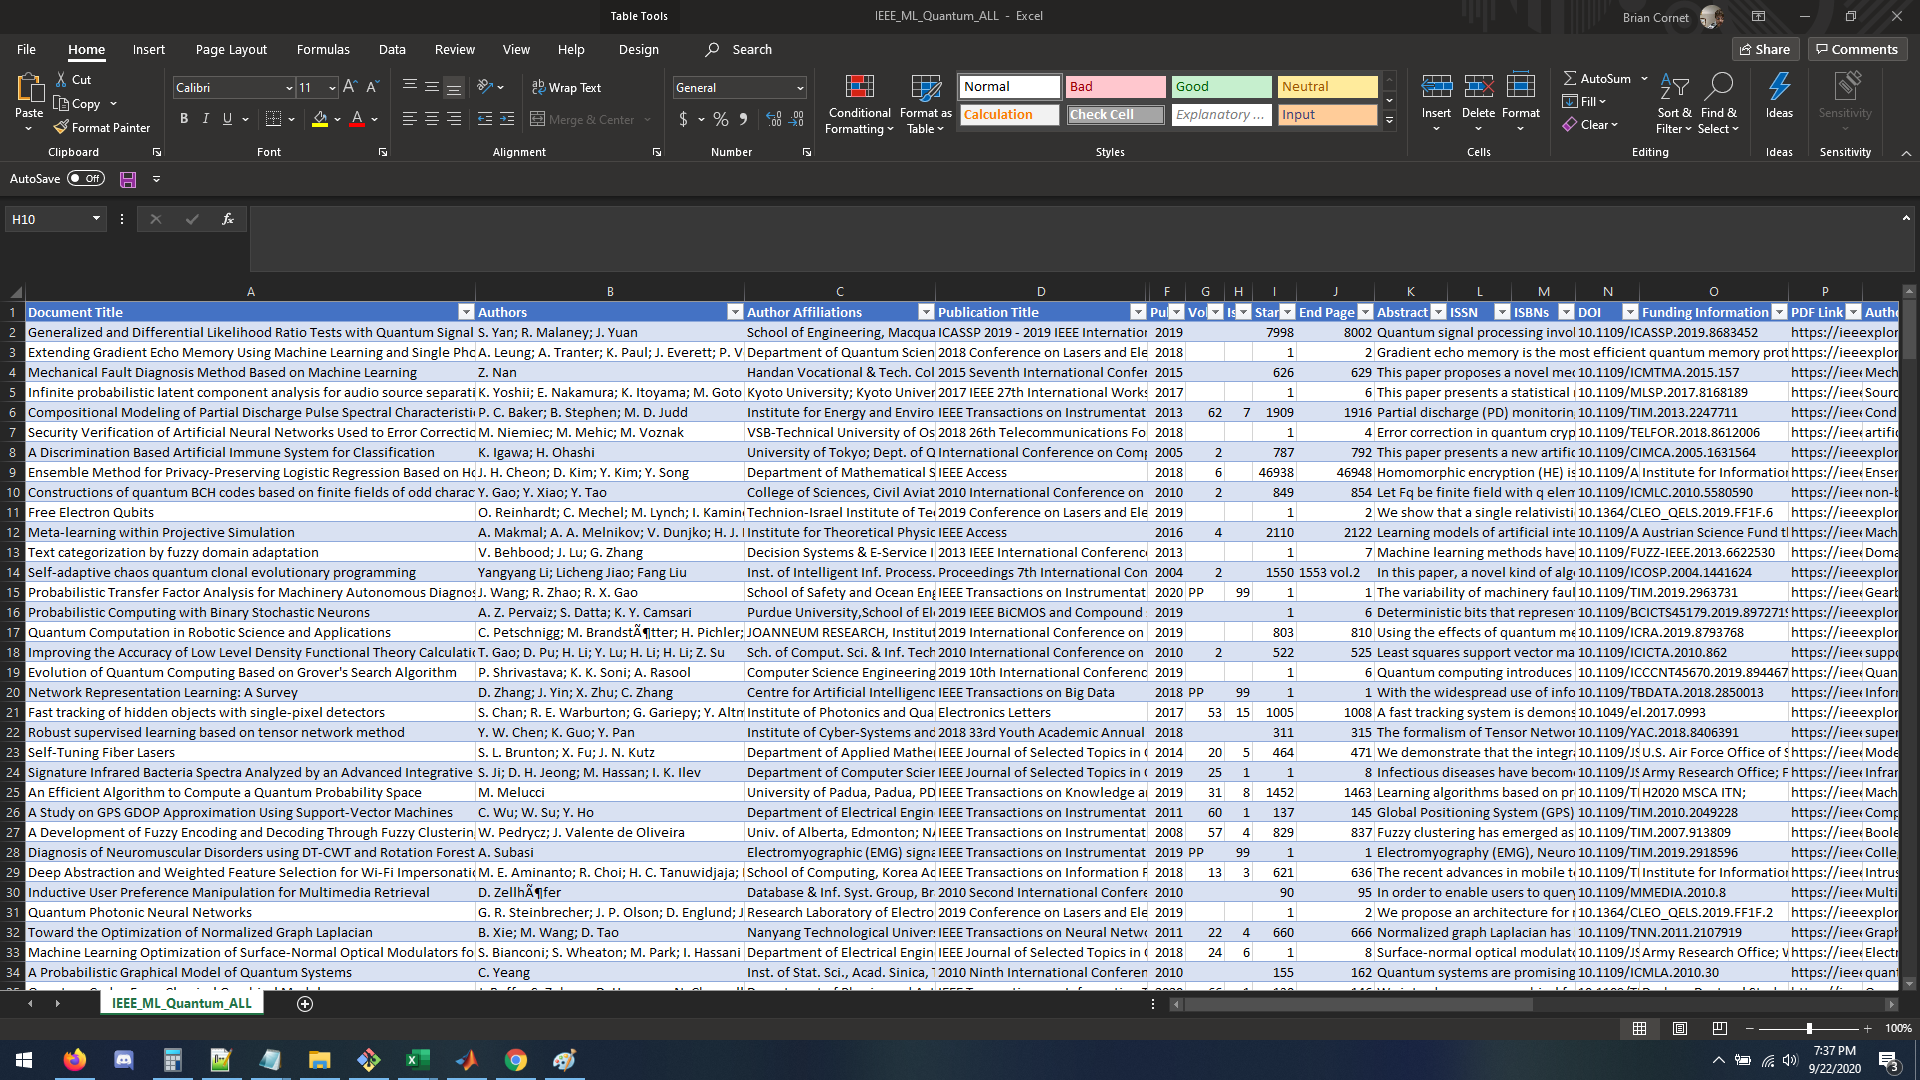 Table Tools
IEEE_ML_Quantum_ALL - Excel
Brian Cornet
File Home Insert Page Layout Formulas Data Review View Help Design Search
Share Comments
Paste Cut Copy Format Painter
Calibri 11
Wrap Text
Merge & Center
General
Conditional Formatting Format as Table
Normal Bad Good Neutral
Calculation Check Cell Explanatory ... Input
Insert Delete Format
AutoSum Fill Clear
Sort & Filter Find & Select
Ideas Sensitivity
Clipboard Font Alignment Number Styles Cells Editing Ideas Sensitivity
AutoSave Off
H10 fx
A B C D F G H I J K L M N O P
1 Document Title Authors Author Affiliations Publication Title Pul Vol Is Star End Page Abstract ISSN ISBNs DOI Funding Information PDF Link Autho
2 Generalized and Differential Likelihood Ratio Tests with Quantum Signal S. Yan; R. Malaney; J. Yuan School of Engineering, Macqua ICASSP 2019 - 2019 IEEE Internation 2019 7998 8002 Quantum signal processing invol 10.1109/ICASSP.2019.8683452 https://ieeexplor
3 Extending Gradient Echo Memory Using Machine Learning and Single Pho A. Leung; A. Tranter; K. Paul; J. Everett; P. V Department of Quantum Scien 2018 Conference on Lasers and Ele 2018 1 2 Gradient echo memory is the most efficient quantum memory prot https://ieeexplor
4 Mechanical Fault Diagnosis Method Based on Machine Learning Z. Nan Handan Vocational & Tech. Col 2015 Seventh International Confer 2015 626 629 This paper proposes a novel mec 10.1109/ICMTMA.2015.157 https://ieee Mech
5 Infinite probabilistic latent component analysis for audio source separati K. Yoshii; E. Nakamura; K. Itoyama; M. Goto Kyoto University; Kyoto Univer 2017 IEEE 27th International Works 2017 1 6 This paper presents a statistical 10.1109/MLSP.2017.8168189 https://ieee Sourc
6 Compositional Modeling of Partial Discharge Pulse Spectral Characteristi P. C. Baker; B. Stephen; M. D. Judd Institute for Energy and Enviro IEEE Transactions on Instrumentat 2013 62 7 1909 1916 Partial discharge (PD) monitorin 10.1109/TIM.2013.2247711 https://ieee Cond
7 Security Verification of Artificial Neural Networks Used to Error Correctio M. Niemiec; M. Mehic; M. Voznak VSB-Technical University of Os 2018 26th Telecommunications Fo 2018 1 4 Error correction in quantum cryp 10.1109/TELFOR.2018.8612006 https://ieee artific
8 A Discrimination Based Artificial Immune System for Classification K. Igawa; H. Ohashi University of Tokyo; Dept. of Q International Conference on Comp 2005 2 787 792 This paper presents a new artific 10.1109/CIMCA.2005.1631564 https://ieeexplor
9 Ensemble Method for Privacy-Preserving Logistic Regression Based on Ho J. H. Cheon; D. Kim; Y. Kim; Y. Song Department of Mathematical S IEEE Access 2018 6 46938 46948 Homomorphic encryption (HE) is 10.1109/A Institute for Information https://ieee Ensen
10 Constructions of quantum BCH codes based on finite fields of odd charac Y. Gao; Y. Xiao; Y. Tao College of Sciences, Civil Aviat 2010 International Conference on 2010 2 849 854 Let Fq be finite field with q elen 10.1109/ICMLC.2010.5580590 https://ieee non-b
11 Free Electron Qubits O. Reinhardt; C. Mechel; M. Lynch; I. Kamine Technion-Israel Institute of Tec 2019 Conference on Lasers and Ele 2019 1 2 We show that a single relativisti 10.1364/CLEO_QELS.2019.FF1F.6 https://ieeexplor
12 Meta-learning within Projective Simulation A. Makmal; A. A. Melnikov; V. Dunjko; H. J. Institute for Theoretical Physic IEEE Access 2016 4 2110 2122 Learning models of artificial inte 10.1109/A Austrian Science Fund t https://ieee Mach
13 Text categorization by fuzzy domain adaptation V. Behbood; J. Lu; G. Zhang Decision Systems & E-Service I 2013 IEEE International Conference 2013 1 7 Machine learning methods have 10.1109/FUZZ-IEEE.2013.6622530 https://ieee Doma
14 Self-adaptive chaos quantum clonal evolutionary programming Yangyang Li; Licheng Jiao; Fang Liu Inst. of Intelligent Inf. Process. Proceedings 7th International Con 2004 2 1550 1553 vol.2 In this paper, a novel kind of alg 10.1109/ICOSP.2004.1441624 https://ieeexplor
15 Probabilistic Transfer Factor Analysis for Machinery Autonomous Diagnos J. Wang; R. Zhao; R. X. Gao School of Safety and Ocean Eng IEEE Transactions on Instrumentat 2020 PP 99 1 1 The variability of machinery faul 10.1109/TIM.2019.2963731 https://ieee Gearb
16 Probabilistic Computing with Binary Stochastic Neurons A. Z. Pervaiz; S. Datta; K. Y. Camsari Purdue University,School of Ele 2019 IEEE BiCMOS and Compound 2019 1 6 Deterministic bits that represen 10.1109/BCICTS45179.2019.8972719 https://ieeexplor
17 Quantum Computation in Robotic Science and Applications C. Petschnigg; M. BrandstÃ¶tter; H. Pichler; JOANNEUM RESEARCH, Institut 2019 International Conference on 2019 803 810 Using the effects of quantum me 10.1109/ICRA.2019.8793768 https://ieeexplor
18 Improving the Accuracy of Low Level Density Functional Theory Calculatic T. Gao; D. Pu; H. Li; Y. Lu; H. Li; H. Li; Z. Su Sch. of Comput. Sci. & Inf. Tech 2010 International Conference on 2010 2 522 525 Least squares support vector ma 10.1109/ICICTA.2010.862 https://ieee suppo
19 Evolution of Quantum Computing Based on Grover's Search Algorithm P. Shrivastava; K. K. Soni; A. Rasool Computer Science Engineering 2019 10th International Conferenc 2019 1 6 Quantum computing introduces 10.1109/ICCCNT45670.2019.894467 https://ieee Quan
20 Network Representation Learning: A Survey D. Zhang; J. Yin; X. Zhu; C. Zhang Centre for Artificial Intelligenc IEEE Transactions on Big Data 2018 PP 99 1 1 With the widespread use of info 10.1109/TBDATA.2018.2850013 https://ieee Infor
21 Fast tracking of hidden objects with single-pixel detectors S. Chan; R. E. Warburton; G. Gariepy; Y. Altm Institute of Photonics and Qua Electronics Letters 2017 53 15 1005 1008 A fast tracking system is demons 10.1049/el.2017.0993 https://ieeexplor
22 Robust supervised learning based on tensor network method Y. W. Chen; K. Guo; Y. Pan Institute of Cyber-Systems and 2018 33rd Youth Academic Annual 2018 311 315 The formalism of Tensor Networ 10.1109/YAC.2018.8406391 https://ieee super
23 Self-Tuning Fiber Lasers S. L. Brunton; X. Fu; J. N. Kutz Department of Applied Mather IEEE Journal of Selected Topics in 2014 20 5 464 471 We demonstrate that the integra 10.1109/JS U.S. Air Force Office of S https://ieee Mode
24 Signature Infrared Bacteria Spectra Analyzed by an Advanced Integrative S. Ji; D. H. Jeong; M. Hassan; I. K. Ilev Department of Computer Scien IEEE Journal of Selected Topics in 2019 25 1 1 8 Infectious diseases have becom 10.1109/JS Army Research Office; F https://ieee Infrar
25 An Efficient Algorithm to Compute a Quantum Probability Space M. Melucci University of Padua, Padua, PD IEEE Transactions on Knowledge a 2019 31 8 1452 1463 Learning algorithms based on pr 10.1109/T H2020 MSCA ITN; https://ieee Mach
26 A Study on GPS GDOP Approximation Using Support-Vector Machines C. Wu; W. Su; Y. Ho Department of Electrical Engin IEEE Transactions on Instrumentat 2011 60 1 137 145 Global Positioning System (GPS) 10.1109/TIM.2010.2049228 https://ieee Comp
27 A Development of Fuzzy Encoding and Decoding Through Fuzzy Clusterin W. Pedrycz; J. Valente de Oliveira Univ. of Alberta, Edmonton; NA IEEE Transactions on Instrumentat 2008 57 4 829 837 Fuzzy clustering has emerged as 10.1109/TIM.2007.913809 https://ieee Boole
28 Diagnosis of Neuromuscular Disorders using DT-CWT and Rotation Forest A. Subasi Electromyographic (EMG) signa IEEE Transactions on Instrumentat 2019 PP 99 1 1 Electromyography (EMG), Neuro 10.1109/TIM.2019.2918596 https://ieee Colle
29 Deep Abstraction and Weighted Feature Selection for Wi-Fi Impersonatic M. E. Aminanto; R. Choi; H. C. Tanuwidjaja; School of Computing, Korea Ac IEEE Transactions on Information F 2018 13 3 621 636 The recent advances in mobile t 10.1109/T Institute for Information https://ieee Intrus
30 Inductive User Preference Manipulation for Multimedia Retrieval D. ZellhÃ¶fer Database & Inf. Syst. Group, Br 2010 Second International Confere 2010 90 95 In order to enable users to query 10.1109/MMEDIA.2010.8 https://ieee Multi
31 Quantum Photonic Neural Networks G. R. Steinbrecher; J. P. Olson; D. Englund; J Research Laboratory of Electro 2019 Conference on Lasers and Ele 2019 1 2 We propose an architecture for 10.1364/CLEO_QELS.2019.FF1F.2 https://ieeexplor
32 Toward the Optimization of Normalized Graph Laplacian B. Xie; M. Wang; D. Tao Nanyang Technological Univers IEEE Transactions on Neural Netwo 2011 22 4 660 666 Normalized graph Laplacian has 10.1109/TNN.2011.2107919 https://ieee Graph
33 Machine Learning Optimization of Surface-Normal Optical Modulators fo S. Bianconi; S. Wheaton; M. Park; I. Hassani Department of Electrical Engin IEEE Journal of Selected Topics in 2018 24 6 1 8 Surface-normal optical modulato 10.1109/JS Army Research Office; https://ieee Electr
34 A Probabilistic Graphical Model of Quantum Systems C. Yeang Inst. of Stat. Sci., Acad. Sinica, 2010 Ninth International Conferen 2010 155 162 Quantum systems are promising 10.1109/ICMLA.2010.30 https://ieee quant
IEEE_ML_Quantum_ALL
100%
7:37 PM
9/22/2020
3